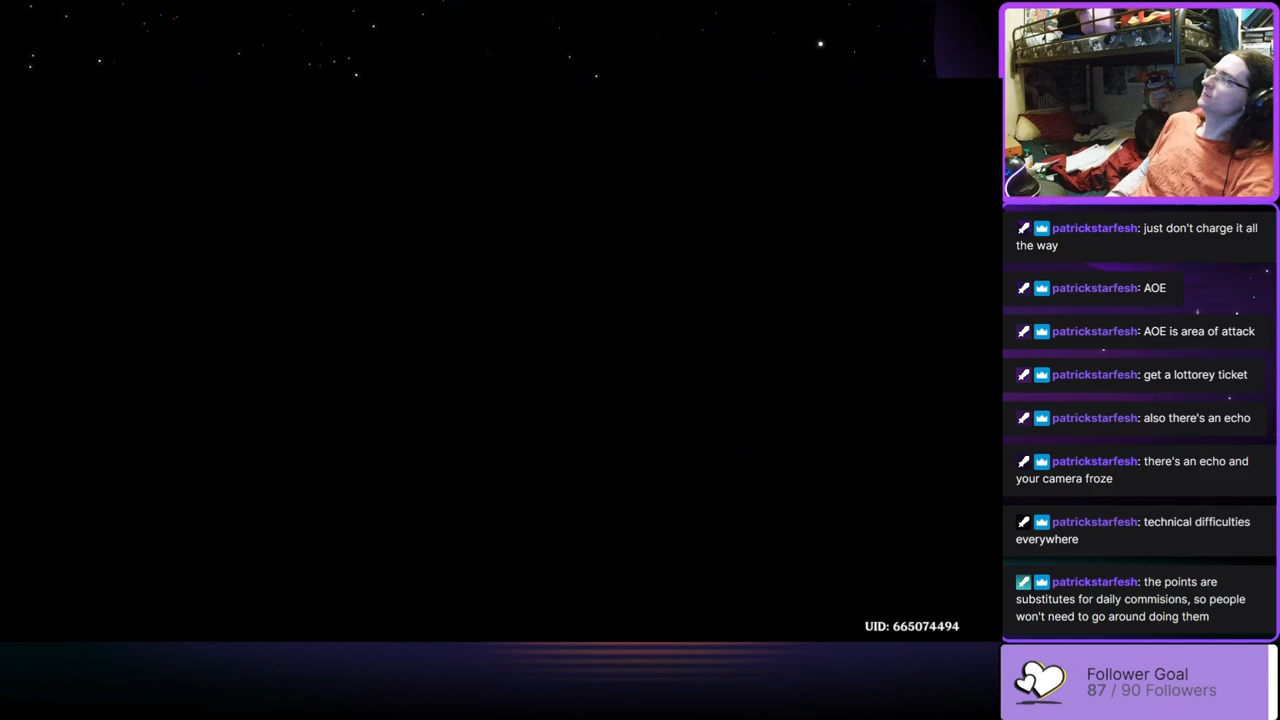 patrickstarfesh: just don't charge it all
the way
patrickstarfesh: AOE
patrickstarfesh: AOE is area of attack
patrickstarfesh: get a lottorey ticket
patrickstarfesh: also there's an echo
patrickstarfesh: there's an echo and
your camera froze
patrickstarfesh: technical difficulties
everywhere
patrickstarfesh: the points are
substitutes for daily commisions, so people
won't need to go around doing them
UID: 665074494
Follower Goal
87 / 90 Followers